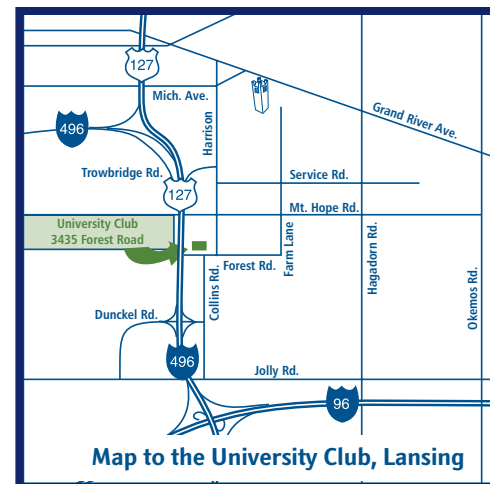 127
Mich. Ave.
Grand River Ave.
496
Harrison
Trowbridge Rd.
Service Rd.
127
Mt. Hope Rd.
University Club
3435 Forest Road
Forest Rd.
Farm Lane
Hagadorn Rd.
Collins Rd.
Okemos Rd.
Dunckel Rd.
496
Jolly Rd.
96
Map to the University Club, Lansing